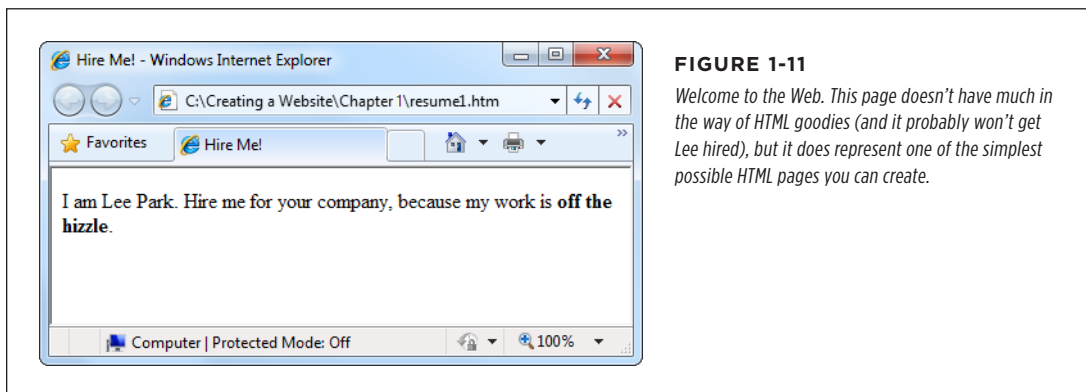 Hire Me! - Windows Internet Explorer
C:\Creating a Website\Chapter 1\resume1.htm
Favorites
Hire Me!
I am Lee Park. Hire me for your company, because my work is off the
hizzle.
Computer | Protected Mode: Off
100%
FIGURE 1-11
Welcome to the Web. This page doesn't have much in
the way of HTML goodies (and it probably won't get
Lee hired), but it does represent one of the simplest
possible HTML pages you can create.